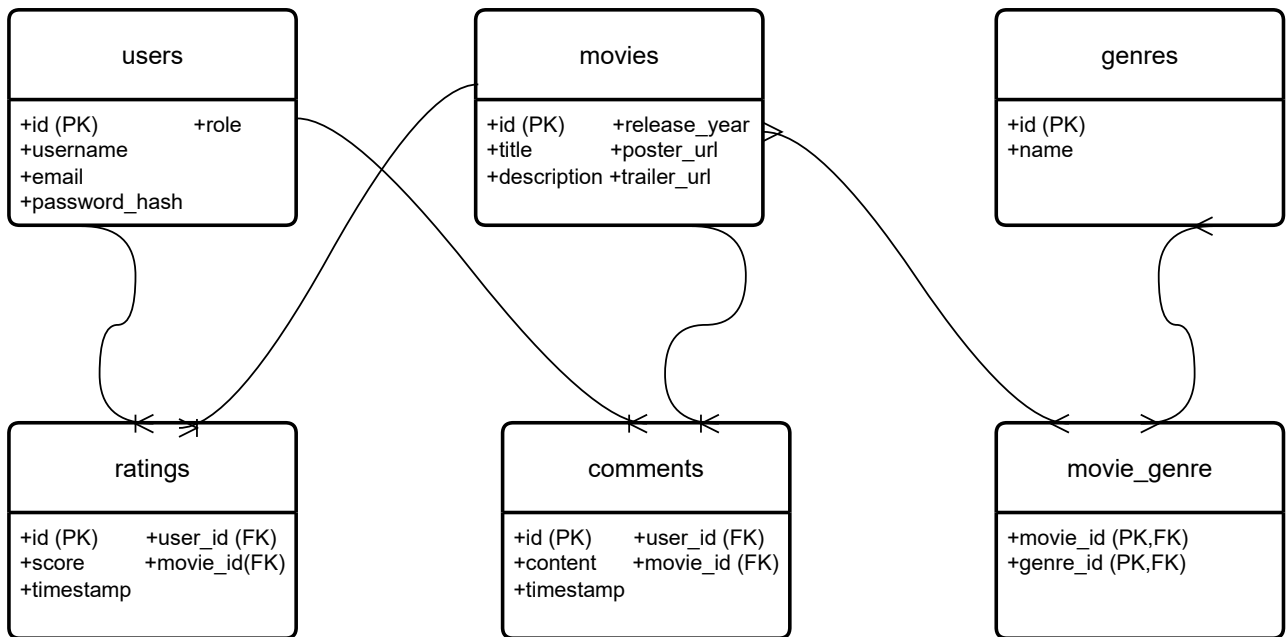 users
+id (PK) +role
+username
+email
+password_hash
movies
+id (PK) +release_year
+title +poster_url
+description +trailer_url
genres
+id (PK)
+name
ratings
+id (PK) +user_id (FK)
+score +movie_id(FK)
+timestamp
comments
+id (PK) +user_id (FK)
+content +movie_id (FK)
+timestamp
movie_genre
+movie_id (PK,FK)
+genre_id (PK,FK)